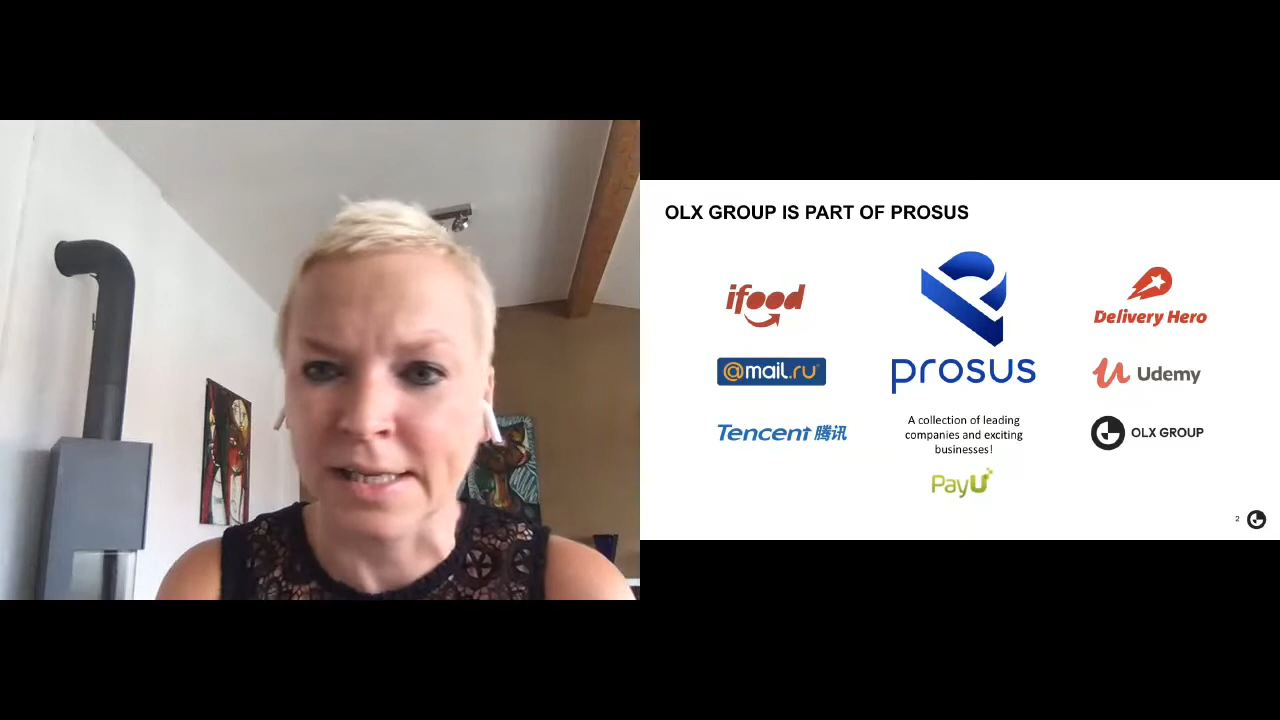 OLX GROUP IS PART OF PROSUS
ifood
prosus
Delivery Hero
@mail.ru
Udemy
Tencent 腾讯
A collection of leading
companies and exciting
businesses!
OLX GROUP
PayU
2